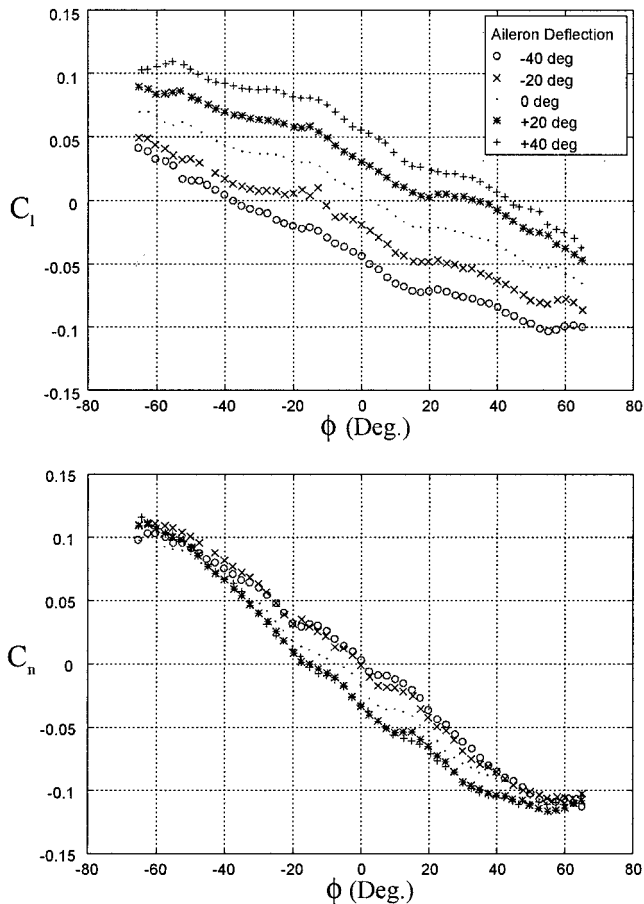 Aileron Deflection
-40 deg
-20 deg
0 deg
+20 deg
+40 deg
0.15
0.1
0.05
0
-0.05
-0.1
-0.15
C_l
-80 -60 -40 -20 0 20 40 60 80
ϕ (Deg.)
0.15
0.1
0.05
0
-0.05
-0.1
-0.15
C_n
-80 -60 -40 -20 0 20 40 60 80
ϕ (Deg.)